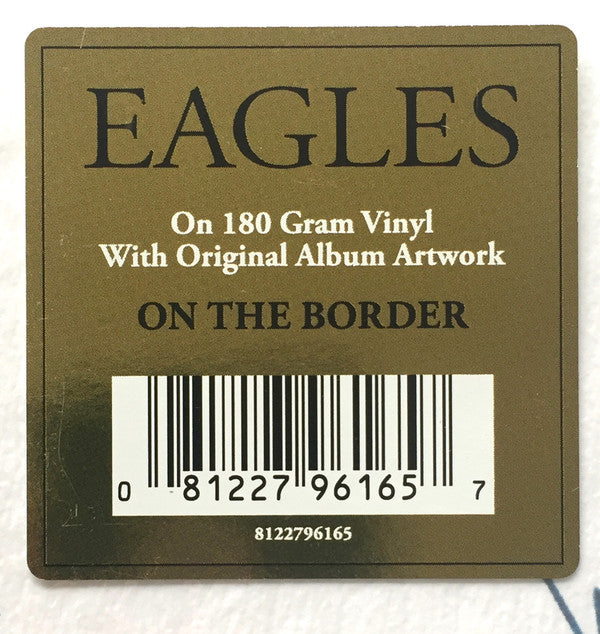 EAGLES
On 180 Gram Vinyl
With Original Album Artwork
ON THE BORDER
0 81227 96165 7
8122796165